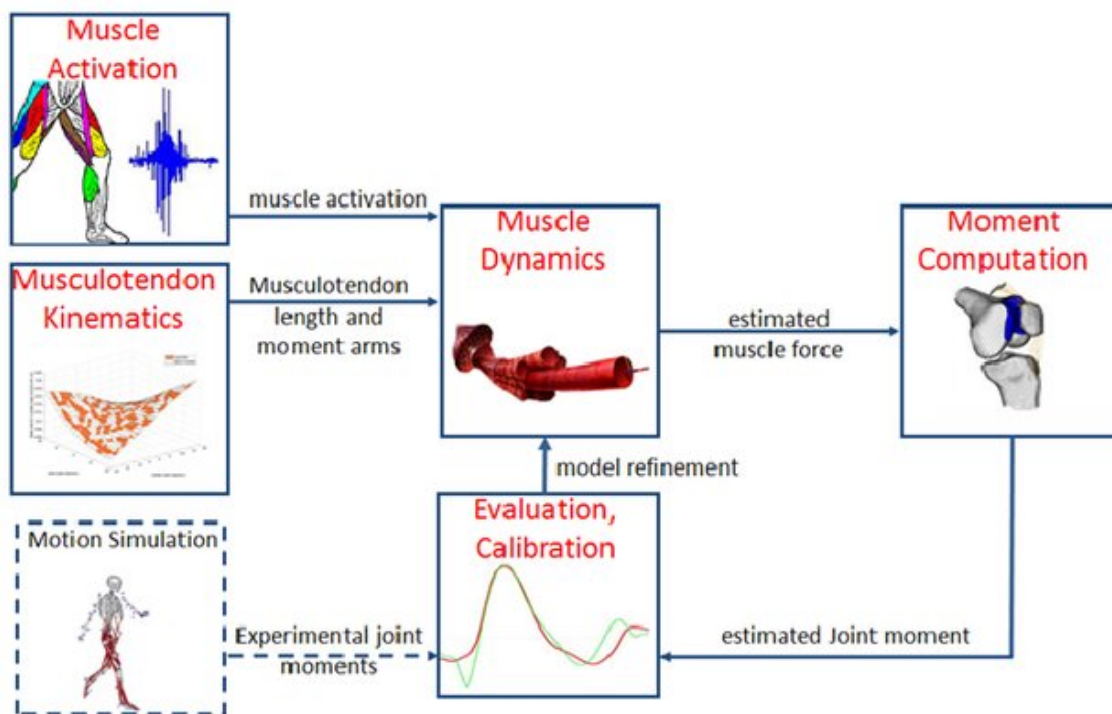 Muscle
Activation
muscle activation
Musculotendon
Kinematics
Musculotendon
length and
moment arms
Muscle
Dynamics
estimated
muscle force
Moment
Computation
model refinement
Evaluation,
Calibration
Motion Simulation
Experimental joint
moments
estimated Joint moment